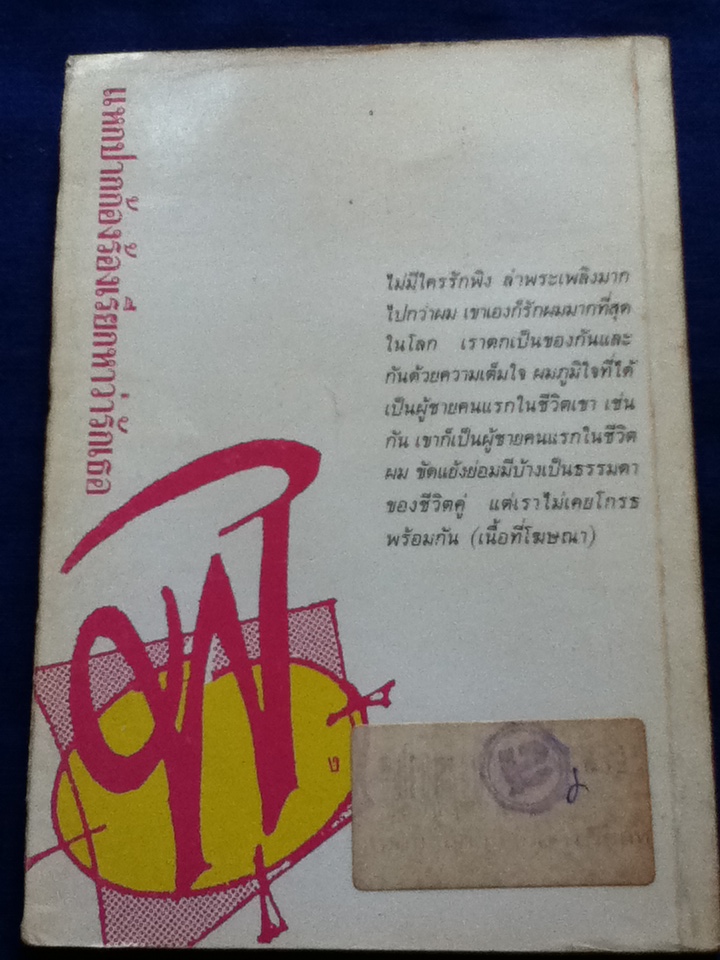 แหกปากก้องร้องเรียกหาว่ารักเธอ
ไม่มีใครรักพิง ลำพระเพลิงมาก
ไปกว่าผม เขาเองก็รักผมมากที่สุด
ในโลก เราตกเป็นของกันและ
กันด้วยความเต็มใจ ผมภูมิใจที่ได้
เป็นผู้ชายคนแรกในชีวิตเขา เช่น
กัน เขาก็เป็นผู้ชายคนแรกในชีวิต
ผม ขัดแย้งย่อมมีบ้างเป็นธรรมดา
ของชีวิตคู่ แต่เราไม่เคยโกรธ
พร้อมกัน (เนื้อที่โฆษณา)